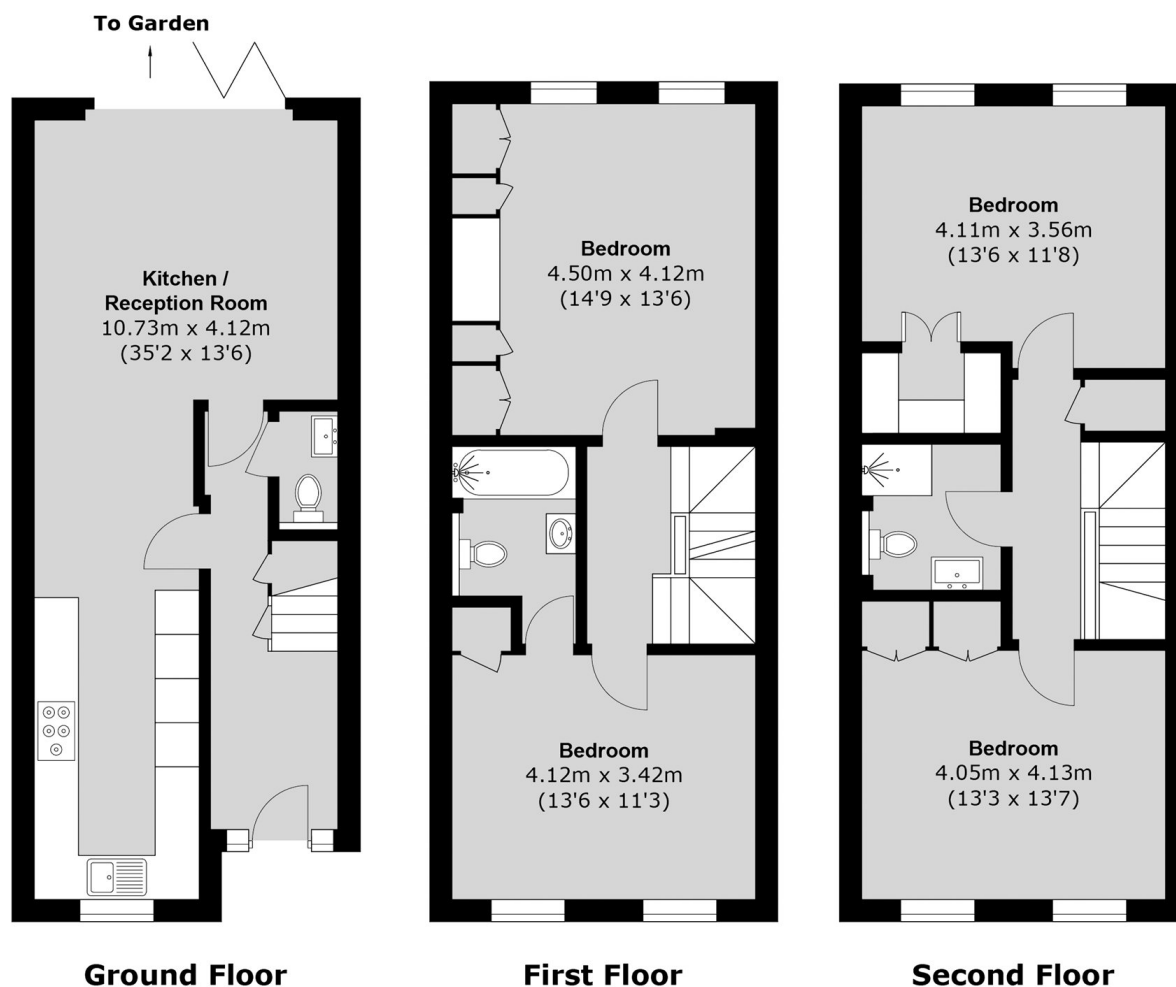 To Garden
Kitchen /
Reception Room
10.73m x 4.12m
(35'2 x 13'6)
Ground Floor
Bedroom
4.50m x 4.12m
(14'9 x 13'6)
Bedroom
4.12m x 3.42m
(13'6 x 11'3)
First Floor
Bedroom
4.11m x 3.56m
(13'6 x 11'8)
Bedroom
4.05m x 4.13m
(13'3 x 13'7)
Second Floor